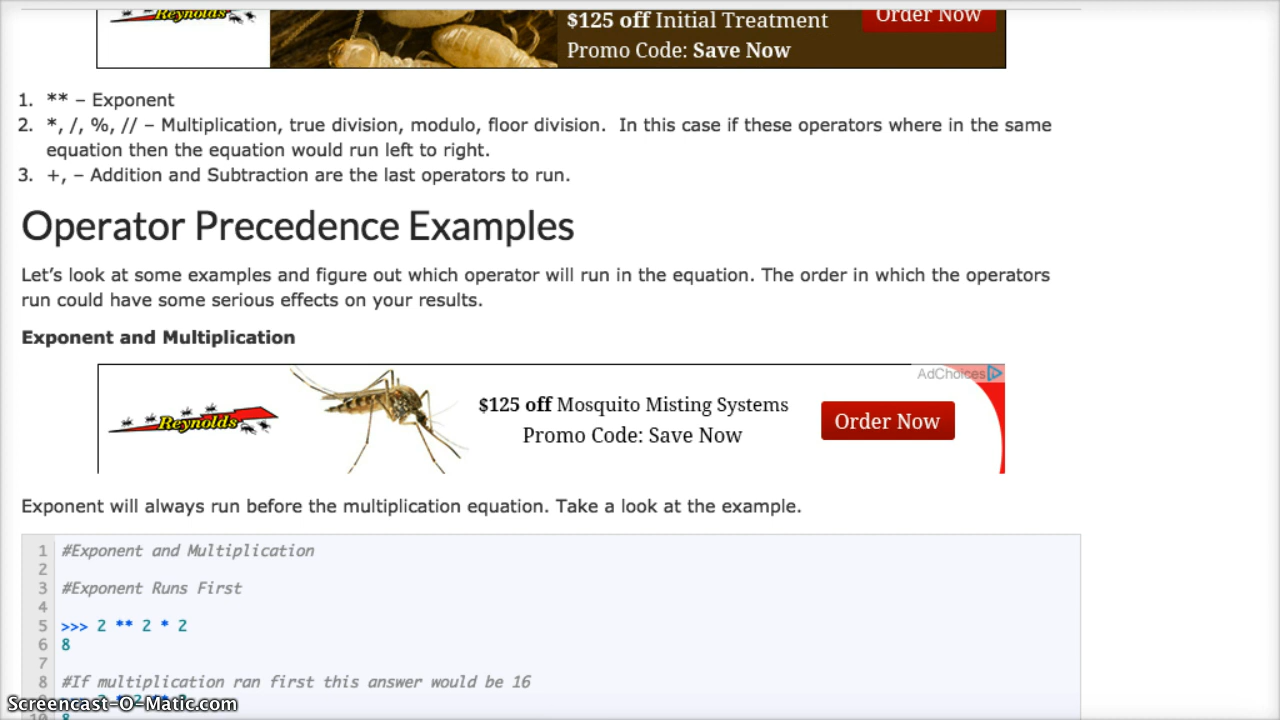 Reynolds
$125 off Initial Treatment
Order Now
Promo Code: Save Now
1. ** – Exponent
2. *, /, %, // – Multiplication, true division, modulo, floor division. In this case if these operators where in the same
equation then the equation would run left to right.
3. +, – Addition and Subtraction are the last operators to run.
Operator Precedence Examples
Let's look at some examples and figure out which operator will run in the equation. The order in which the operators
run could have some serious effects on your results.
Exponent and Multiplication
AdChoices
Reynolds
$125 off Mosquito Misting Systems
Promo Code: Save Now
Order Now
Exponent will always run before the multiplication equation. Take a look at the example.
1 #Exponent and Multiplication
2
3 #Exponent Runs First
4
5 >>> 2 ** 2 * 2
6 8
7
8 #If multiplication ran first this answer would be 16
Screencast-O-Matic.com
10 8